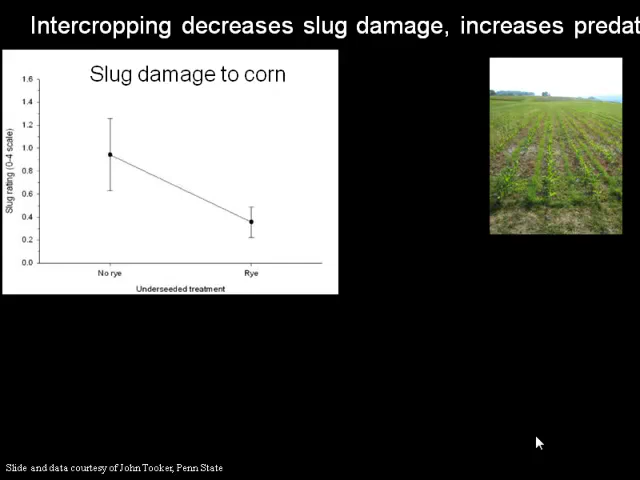 Intercropping decreases slug damage, increases predat
Slug damage to corn
1.6
1.4
1.2
1.0
0.8
0.6
0.4
0.2
0.0
Slug rating (0-4 scale)
No rye
Rye
Underseeded treatment
Slide and data courtesy of John Tooker, Penn State